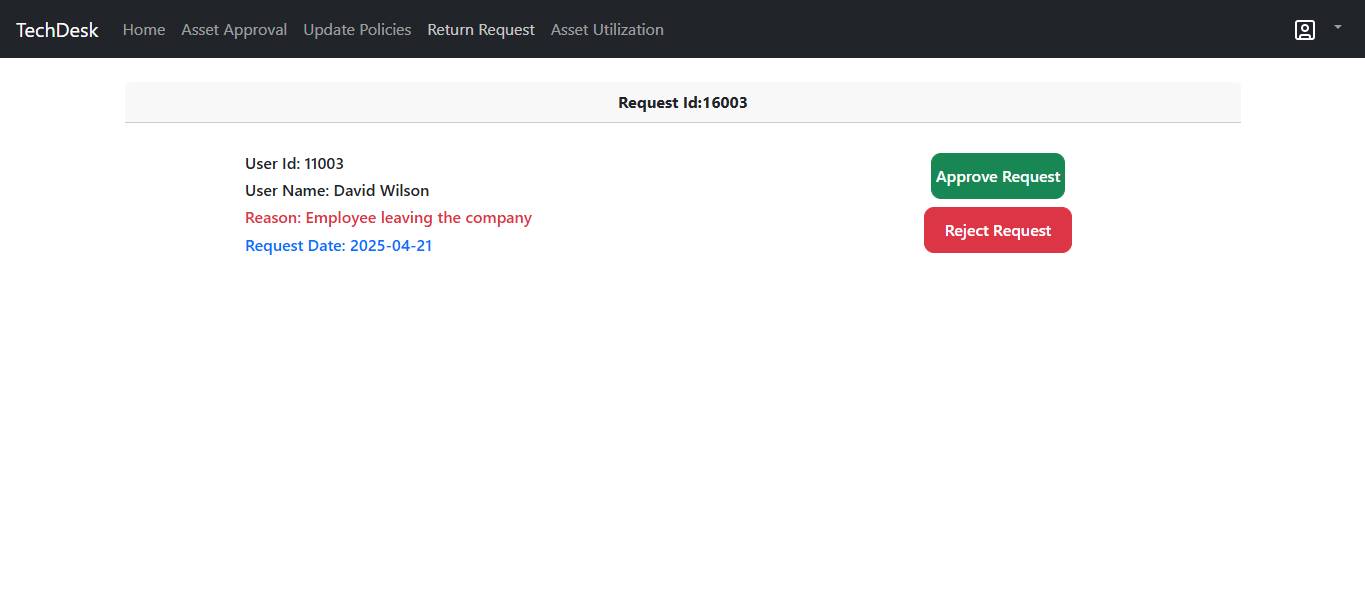 TechDesk Home Asset Approval Update Policies Return Request Asset Utilization
Request Id:16003
User Id: 11003
User Name: David Wilson
Reason: Employee leaving the company
Request Date: 2025-04-21
Approve Request
Reject Request